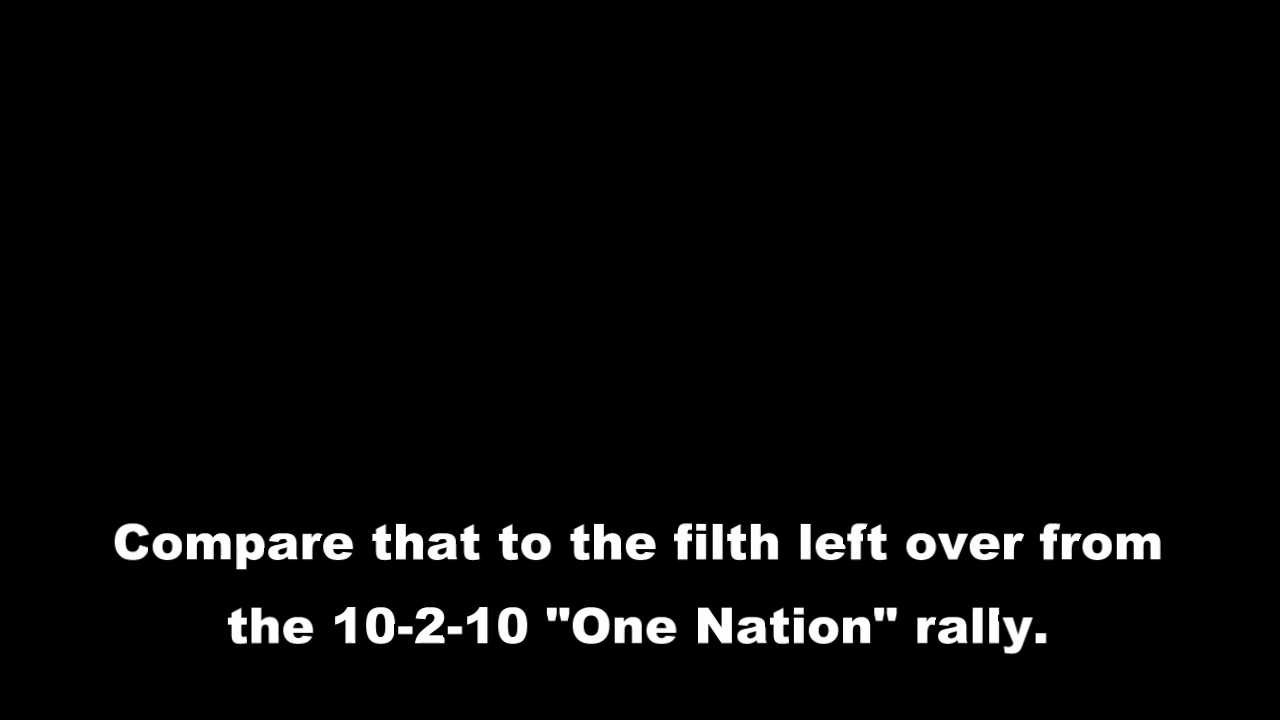 Compare that to the filth left over from
the 10-2-10 "One Nation" rally.